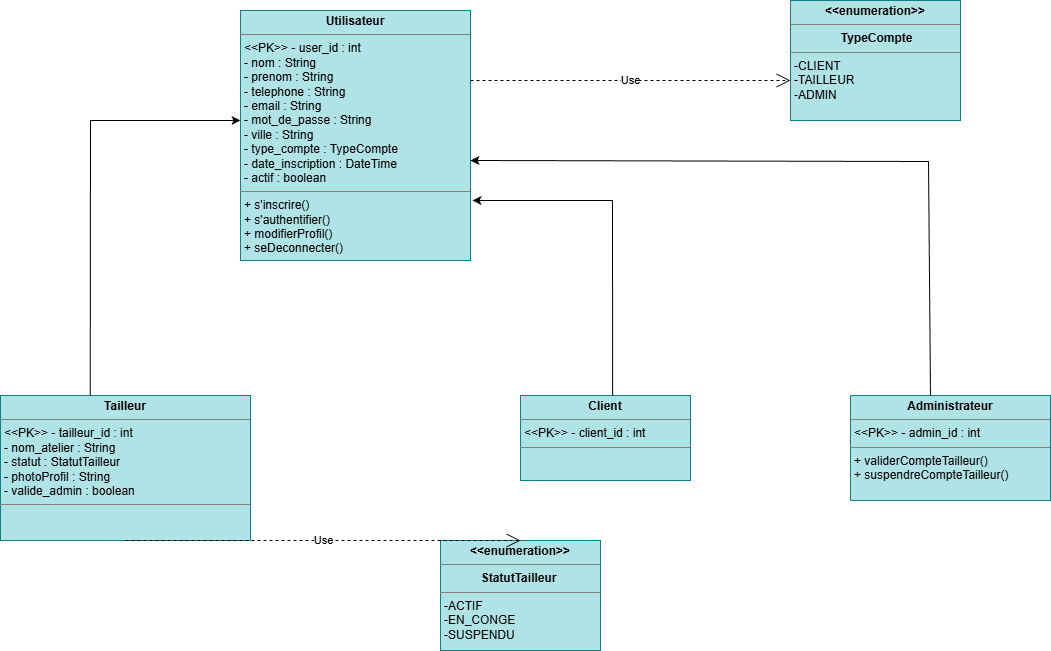 Utilisateur
<<PK>> - user_id : int
- nom : String
- prenom : String
- telephone : String
- email : String
- mot_de_passe : String
- ville : String
- type_compte : TypeCompte
- date_inscription : DateTime
- actif : boolean
+ s'inscrire()
+ s'authentifier()
+ modifierProfil()
+ seDeconnecter()
Use
<<enumeration>>
TypeCompte
-CLIENT
-TAILLEUR
-ADMIN
Tailleur
<<PK>> - tailleur_id : int
- nom_atelier : String
- statut : StatutTailleur
- photoProfil : String
- valide_admin : boolean
Client
<<PK>> - client_id : int
Administrateur
<<PK>> - admin_id : int
+ validerCompteTailleur()
+ suspendreCompteTailleur()
Use
<<enumeration>>
StatutTailleur
-ACTIF
-EN_CONGE
-SUSPENDU